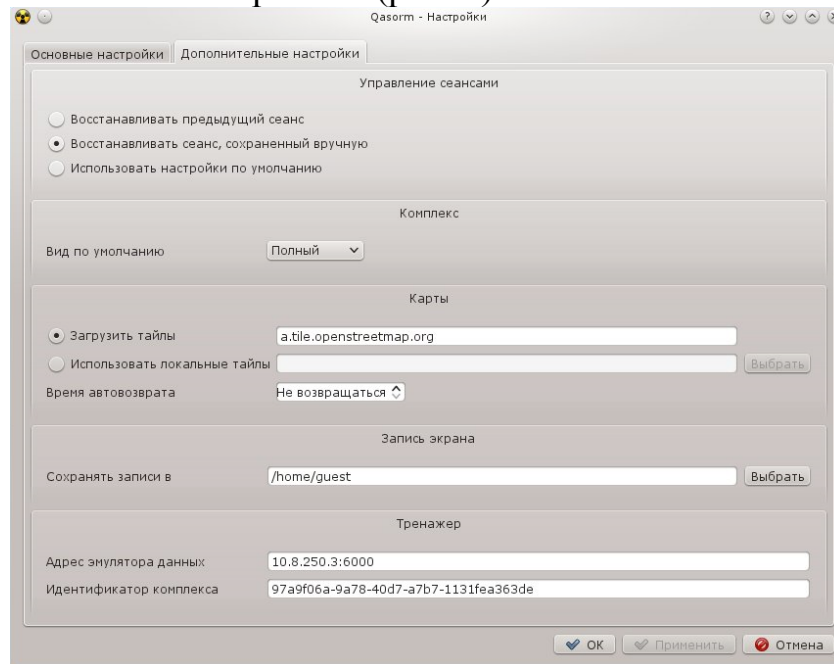 Qasorm - Настройки
Основные настройки Дополнительные настройки
Управление сеансами
Восстанавливать предыдущий сеанс
Восстанавливать сеанс, сохраненный вручную
Использовать настройки по умолчанию
Комплекс
Вид по умолчанию Полный
Карты
Загрузить тайлы a.tile.openstreetmap.org
Использовать локальные тайлы Выбрать
Время автовозврата Не возвращаться
Запись экрана
Сохранять записи в /home/guest Выбрать
Тренажер
Адрес эмулятора данных 10.8.250.3:6000
Идентификатор комплекса 97a9f06a-9a78-40d7-a7b7-1131fea363de
ОК Применить Отмена